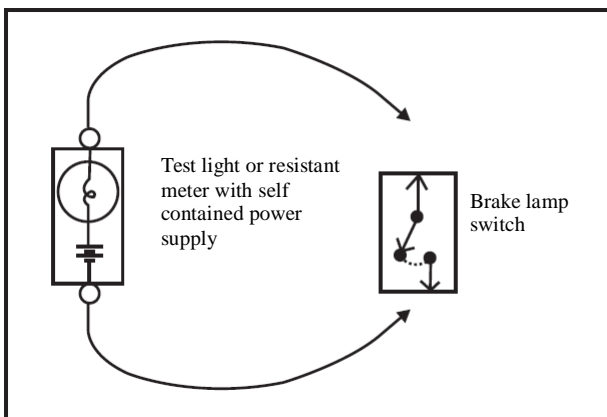 Test light or resistant
meter with self
contained power
supply
Brake lamp
switch